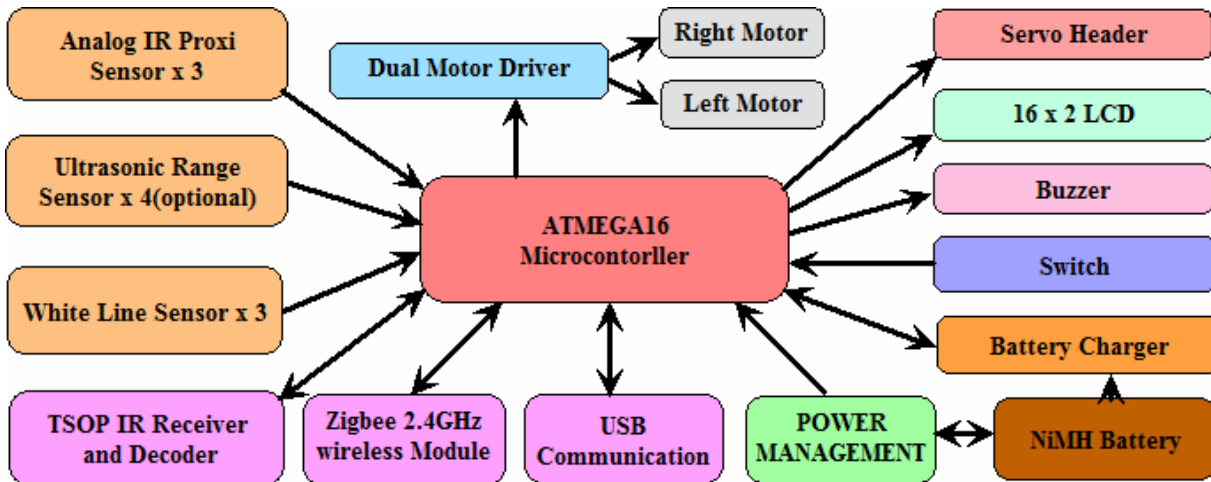 Analog IR Proxi
Sensor x 3
Dual Motor Driver
Right Motor
Left Motor
Servo Header
16 x 2 LCD
Ultrasonic Range
Sensor x 4(optional)
ATMEGA16
Microcontorller
Buzzer
Switch
White Line Sensor x 3
Battery Charger
TSOP IR Receiver
and Decoder
Zigbee 2.4GHz
wireless Module
USB
Communication
POWER
MANAGEMENT
NiMH Battery